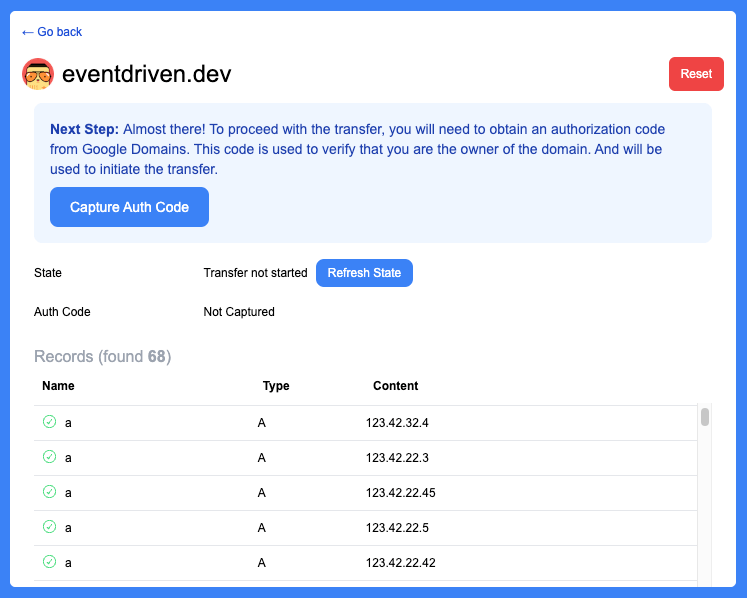 ← Go back
eventdriven.dev
Reset
Next Step: Almost there! To proceed with the transfer, you will need to obtain an authorization code
from Google Domains. This code is used to verify that you are the owner of the domain. And will be
used to initiate the transfer.
Capture Auth Code
State Transfer not started Refresh State
Auth Code Not Captured
Records (found 68)
Name Type Content
a A 123.42.32.4
a A 123.42.22.3
a A 123.42.22.45
a A 123.42.22.5
a A 123.42.22.42